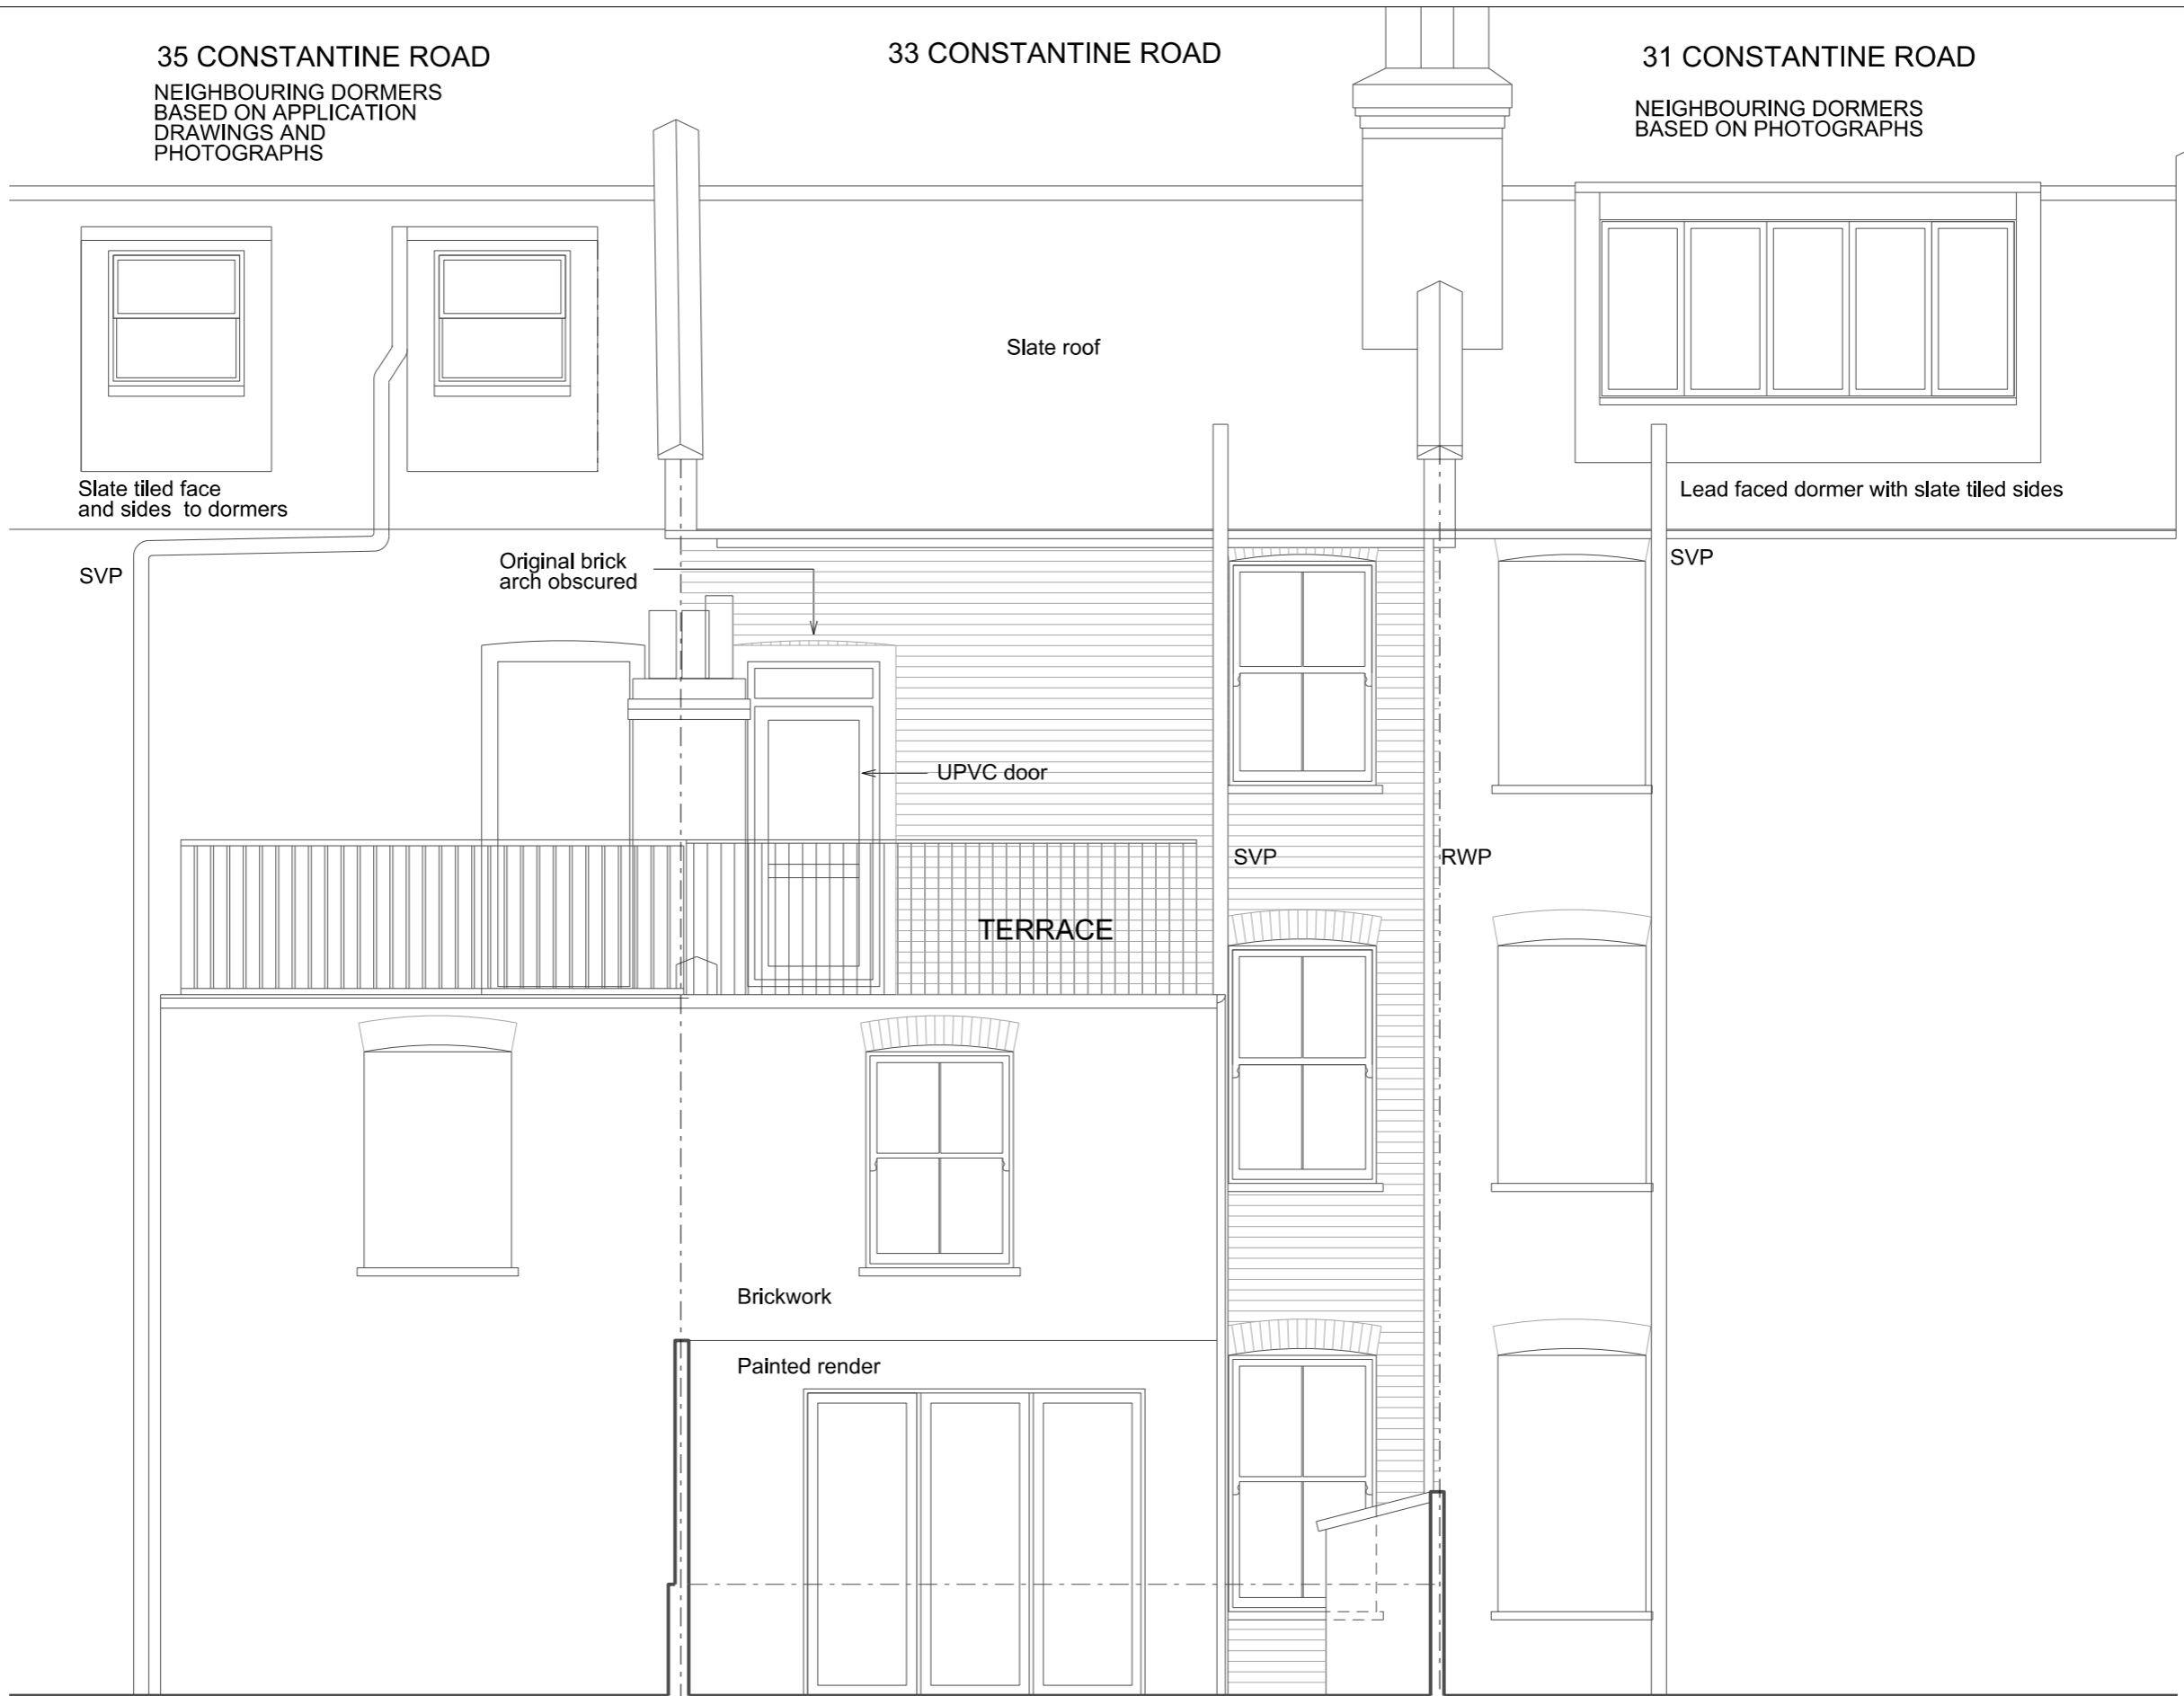 35 CONSTANTINE ROAD
NEIGHBOURING DORMERS
BASED ON APPLICATION
DRAWINGS AND
PHOTOGRAPHS
33 CONSTANTINE ROAD
31 CONSTANTINE ROAD
NEIGHBOURING DORMERS
BASED ON PHOTOGRAPHS
Slate roof
Slate tiled face
and sides to dormers
Lead faced dormer with slate tiled sides
SVP
Original brick
arch obscured
SVP
UPVC door
SVP
RWP
TERRACE
Brickwork
Painted render